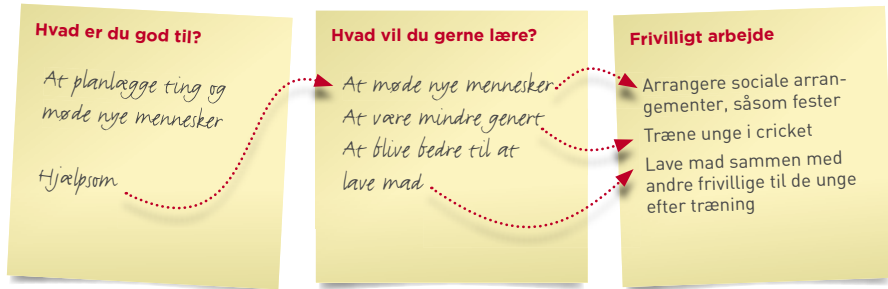 Hvad er du god til?
At planlægge ting og
møde nye mennesker
Hjælpsom
Hvad vil du gerne lære?
At møde nye mennesker
At være mindre genert
At blive bedre til at
lave mad
Frivilligt arbejde
Arrangere sociale arran-
gementer, såsom fester
Træne unge i cricket
Lave mad sammen med
andre frivillige til de unge
efter træning